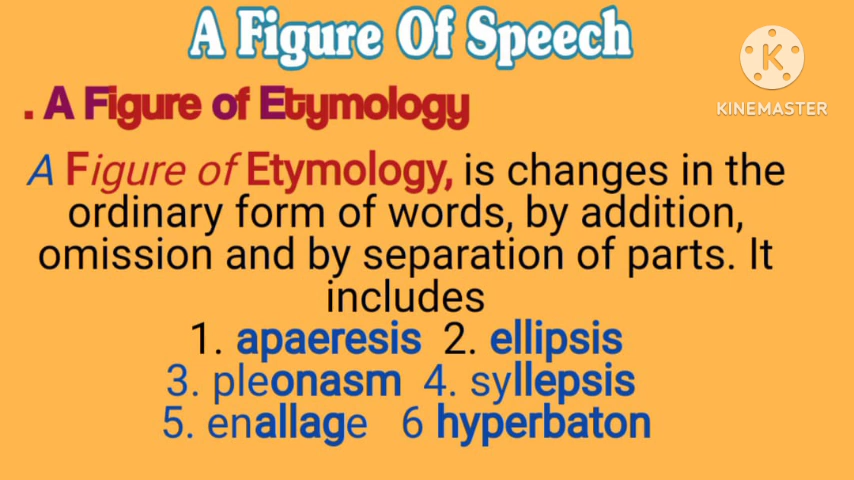 A Figure Of Speech
KINEMASTER
. A Figure of Etymology
A Figure of Etymology, is changes in the
ordinary form of words, by addition,
omission and by separation of parts. It
includes
1. apaeresis 2. ellipsis
3. pleonasm 4. syllepsis
5. enallage 6 hyperbaton